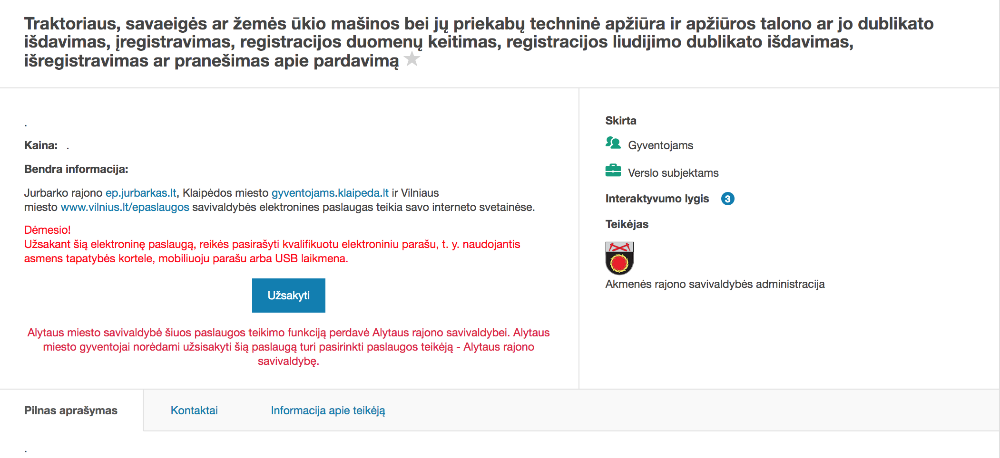 Traktoriaus, savaeigės ar žemės ūkio mašinos bei jų priekabų techninė apžiūra ir apžiūros talono ar jo dublikato
išdavimas, įregistravimas, registracijos duomenų keitimas, registracijos liudijimo dublikato išdavimas,
išregistravimas ar pranešimas apie pardavimą
.
Kaina: .
Bendra informacija:
Jurbarko rajono ep.jurbarkas.lt, Klaipėdos miesto gyventojams.klaipeda.lt ir Vilniaus
miesto www.vilnius.lt/epaslaugos savivaldybės elektronines paslaugas teikia savo interneto svetainėse.
Dėmesio!
Užsakant šią elektroninę paslaugą, reikės pasirašyti kvalifikuotu elektroniniu parašu, t. y. naudojantis
asmens tapatybės kortele, mobiliuoju parašu arba USB laikmena.
Užsakyti
Alytaus miesto savivaldybė šiuos paslaugos teikimo funkciją perdavė Alytaus rajono savivaldybei. Alytaus
miesto gyventojai norėdami užsisakyti šią paslaugą turi pasirinkti paslaugos teikėją - Alytaus rajono
savivaldybę.
Skirta
Gyventojams
Verslo subjektams
Interaktyvumo lygis 3
Teikėjas
Akmenės rajono savivaldybės administracija
Pilnas aprašymas Kontaktai Informacija apie teikėją
.